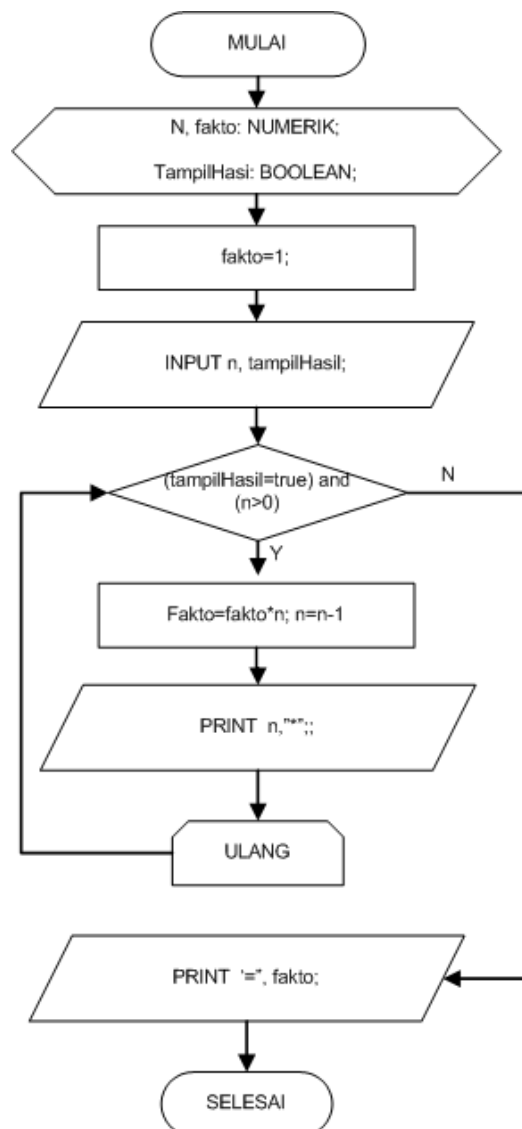 MULAI
N, fakto: NUMERIK;
TampilHasi: BOOLEAN;
fakto=1;
INPUT n, tampilHasil;
(tampilHasil=true) and
(n>0)
N
Y
Fakto=fakto*n; n=n-1
PRINT n,"*";;
ULANG
PRINT '=", fakto;
SELESAI